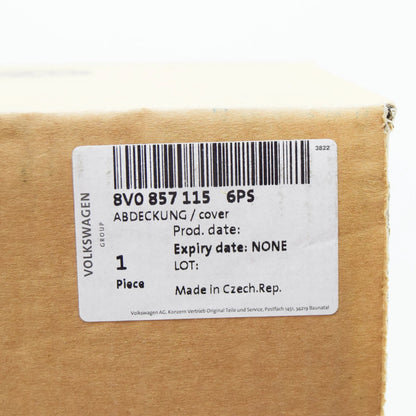 3822
8V0 857 115 6PS
ABDECKUNG / cover
Prod. date:
Expiry date: NONE
LOT:
1
Piece
Made in Czech.Rep.
VOLKSWAGEN
GROUP
Volkswagen AG, Konzern Vertrieb Original Teile und Service, Postfach 1451, 34219 Baunatal